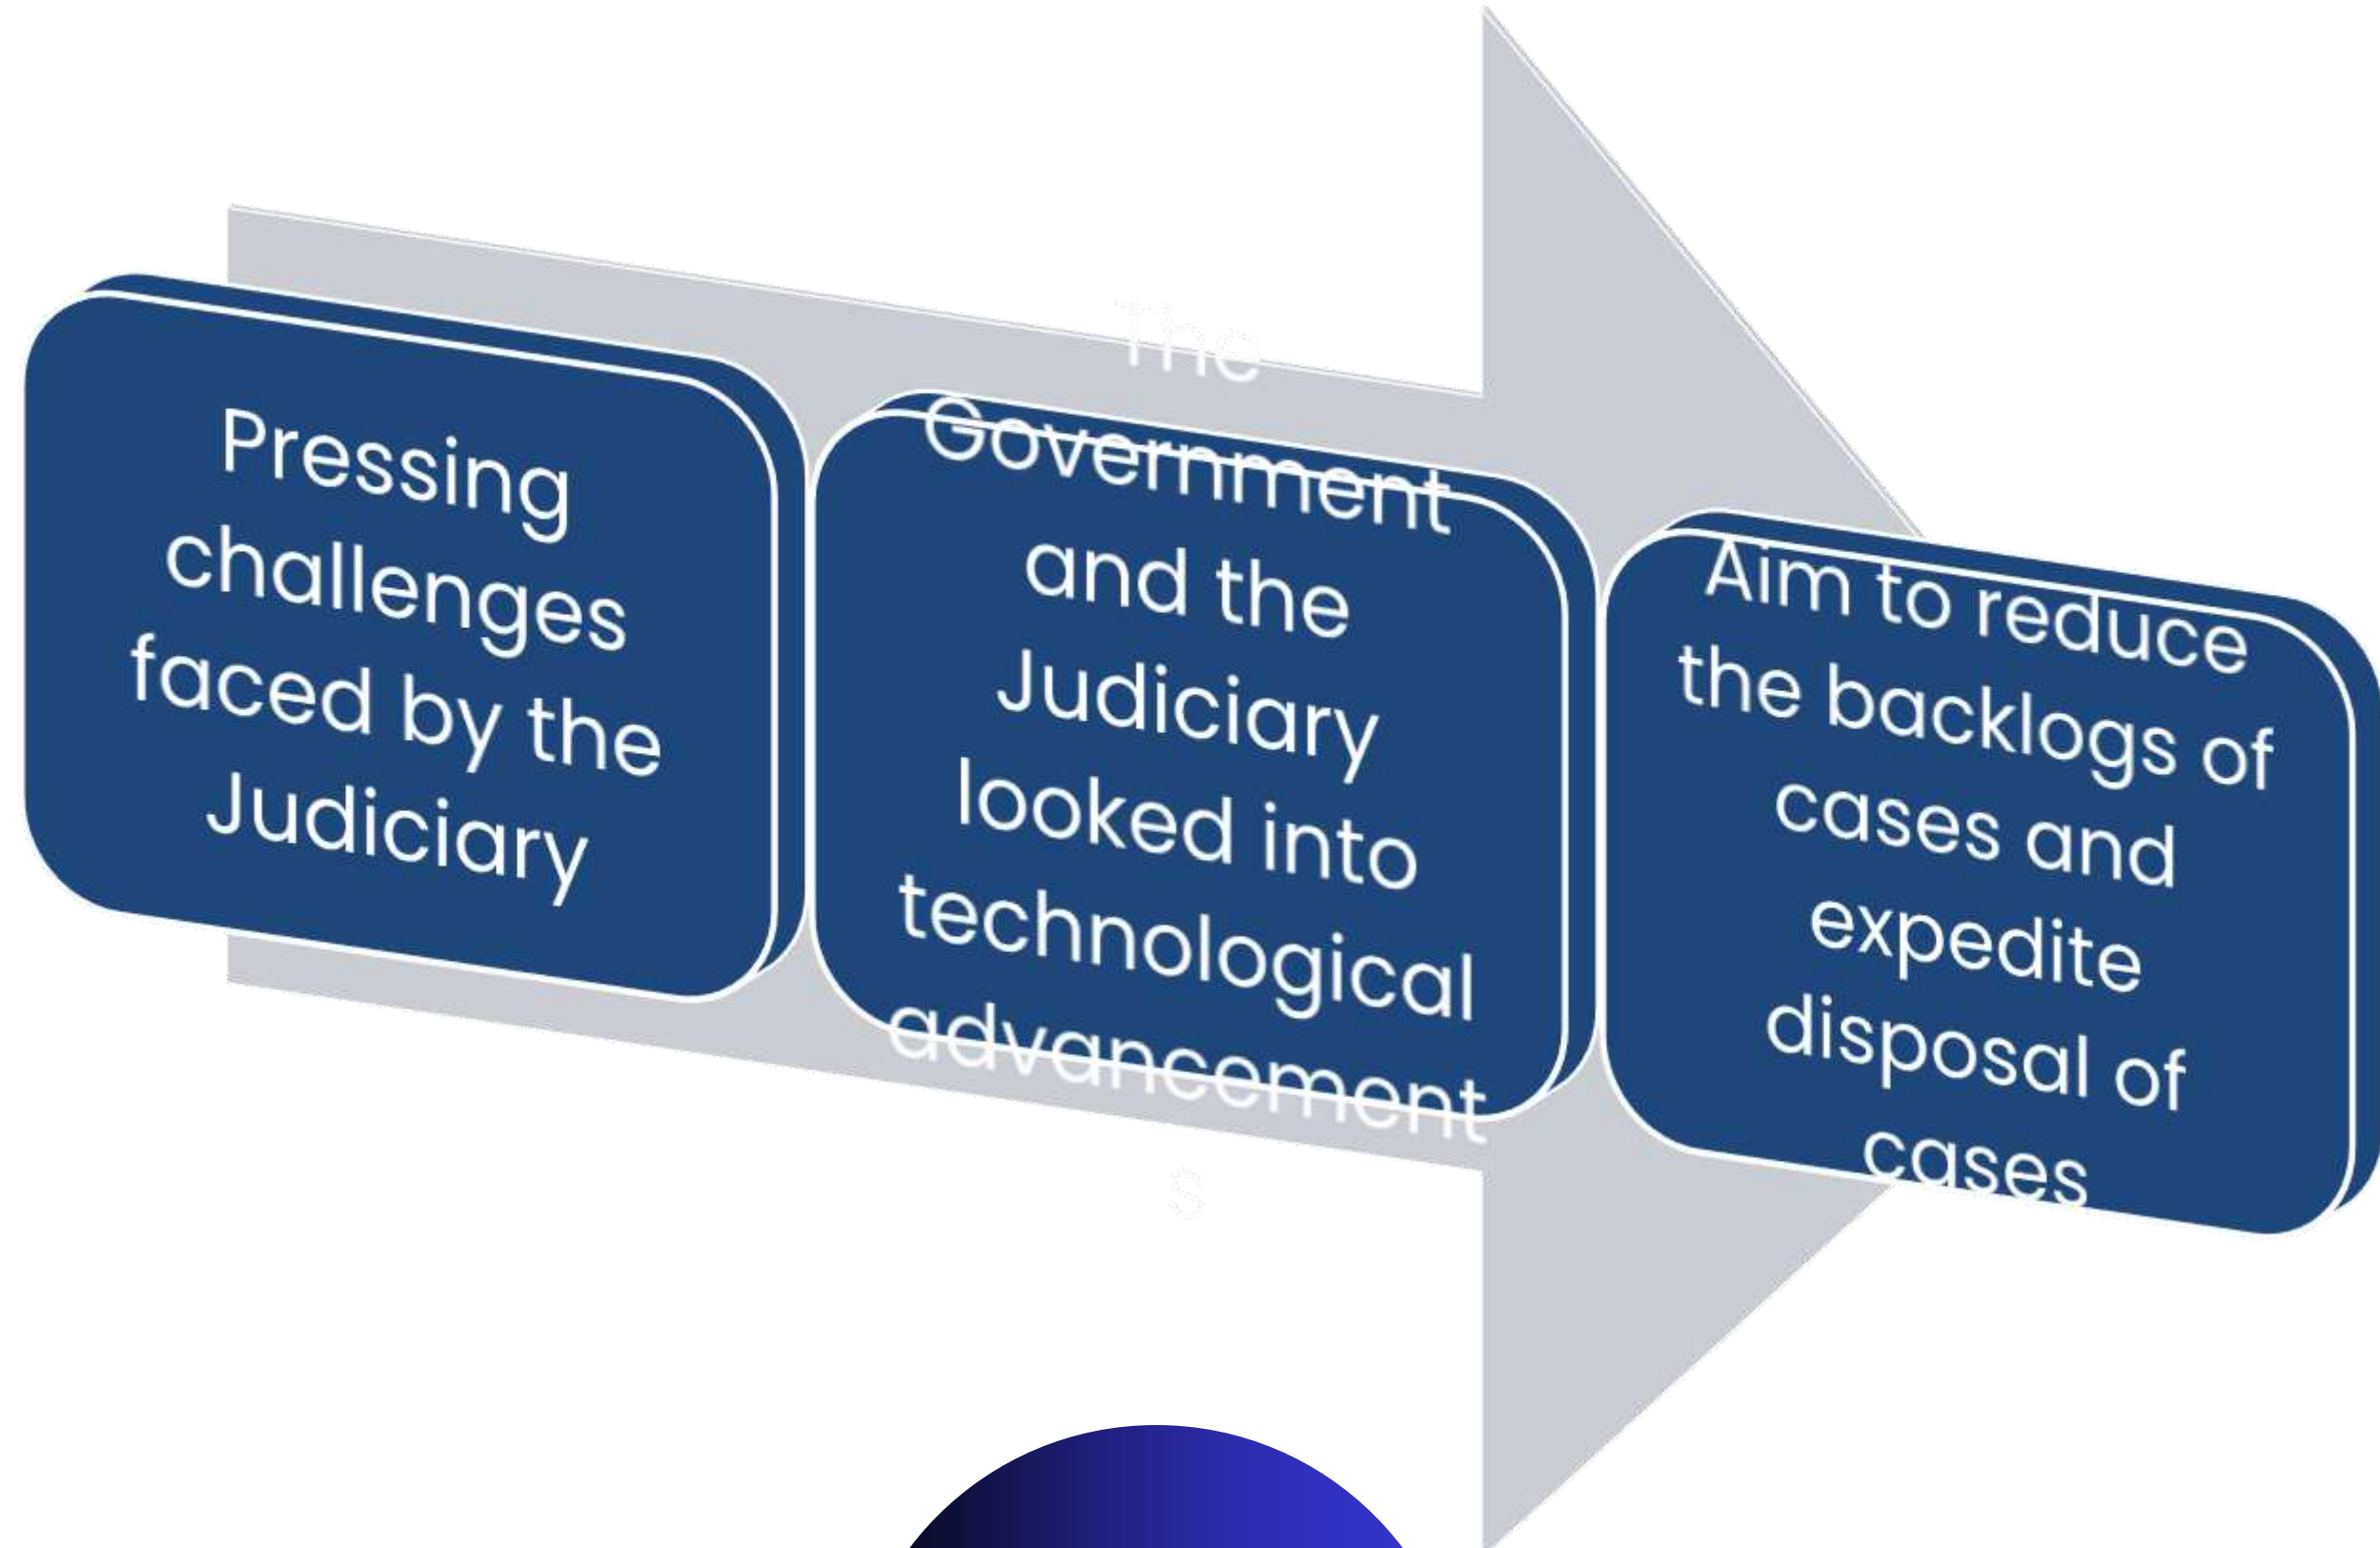 Pressing
challenges
faced by the
Judiciary
The
Government
and the
Judiciary
looked into
technological
advancement
s
Aim to reduce
the backlogs of
cases and
expedite
disposal of
cases